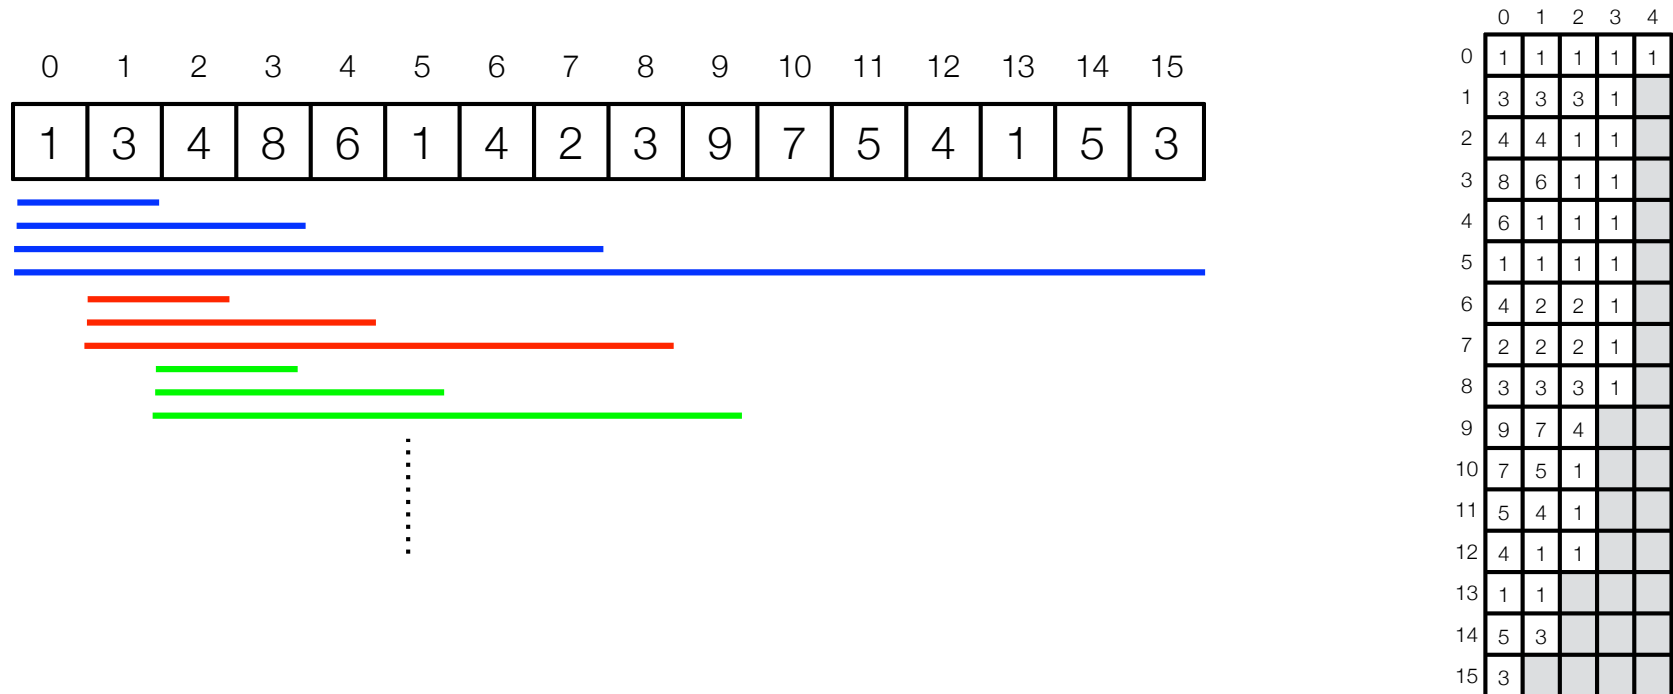 0 1 2 3 4 5 6 7 8 9 10 11 12 13 14 15
1 3 4 8 6 1 4 2 3 9 7 5 4 1 5 3
0 1 2 3 4
0 1 1 1 1 1
1 3 3 3 1
2 4 4 1 1
3 8 6 1 1
4 6 1 1 1
5 1 1 1 1
6 4 2 2 1
7 2 2 2 1
8 3 3 3 1
9 9 7 4
10 7 5 1
11 5 4 1
12 4 1 1
13 1 1
14 5 3
15 3